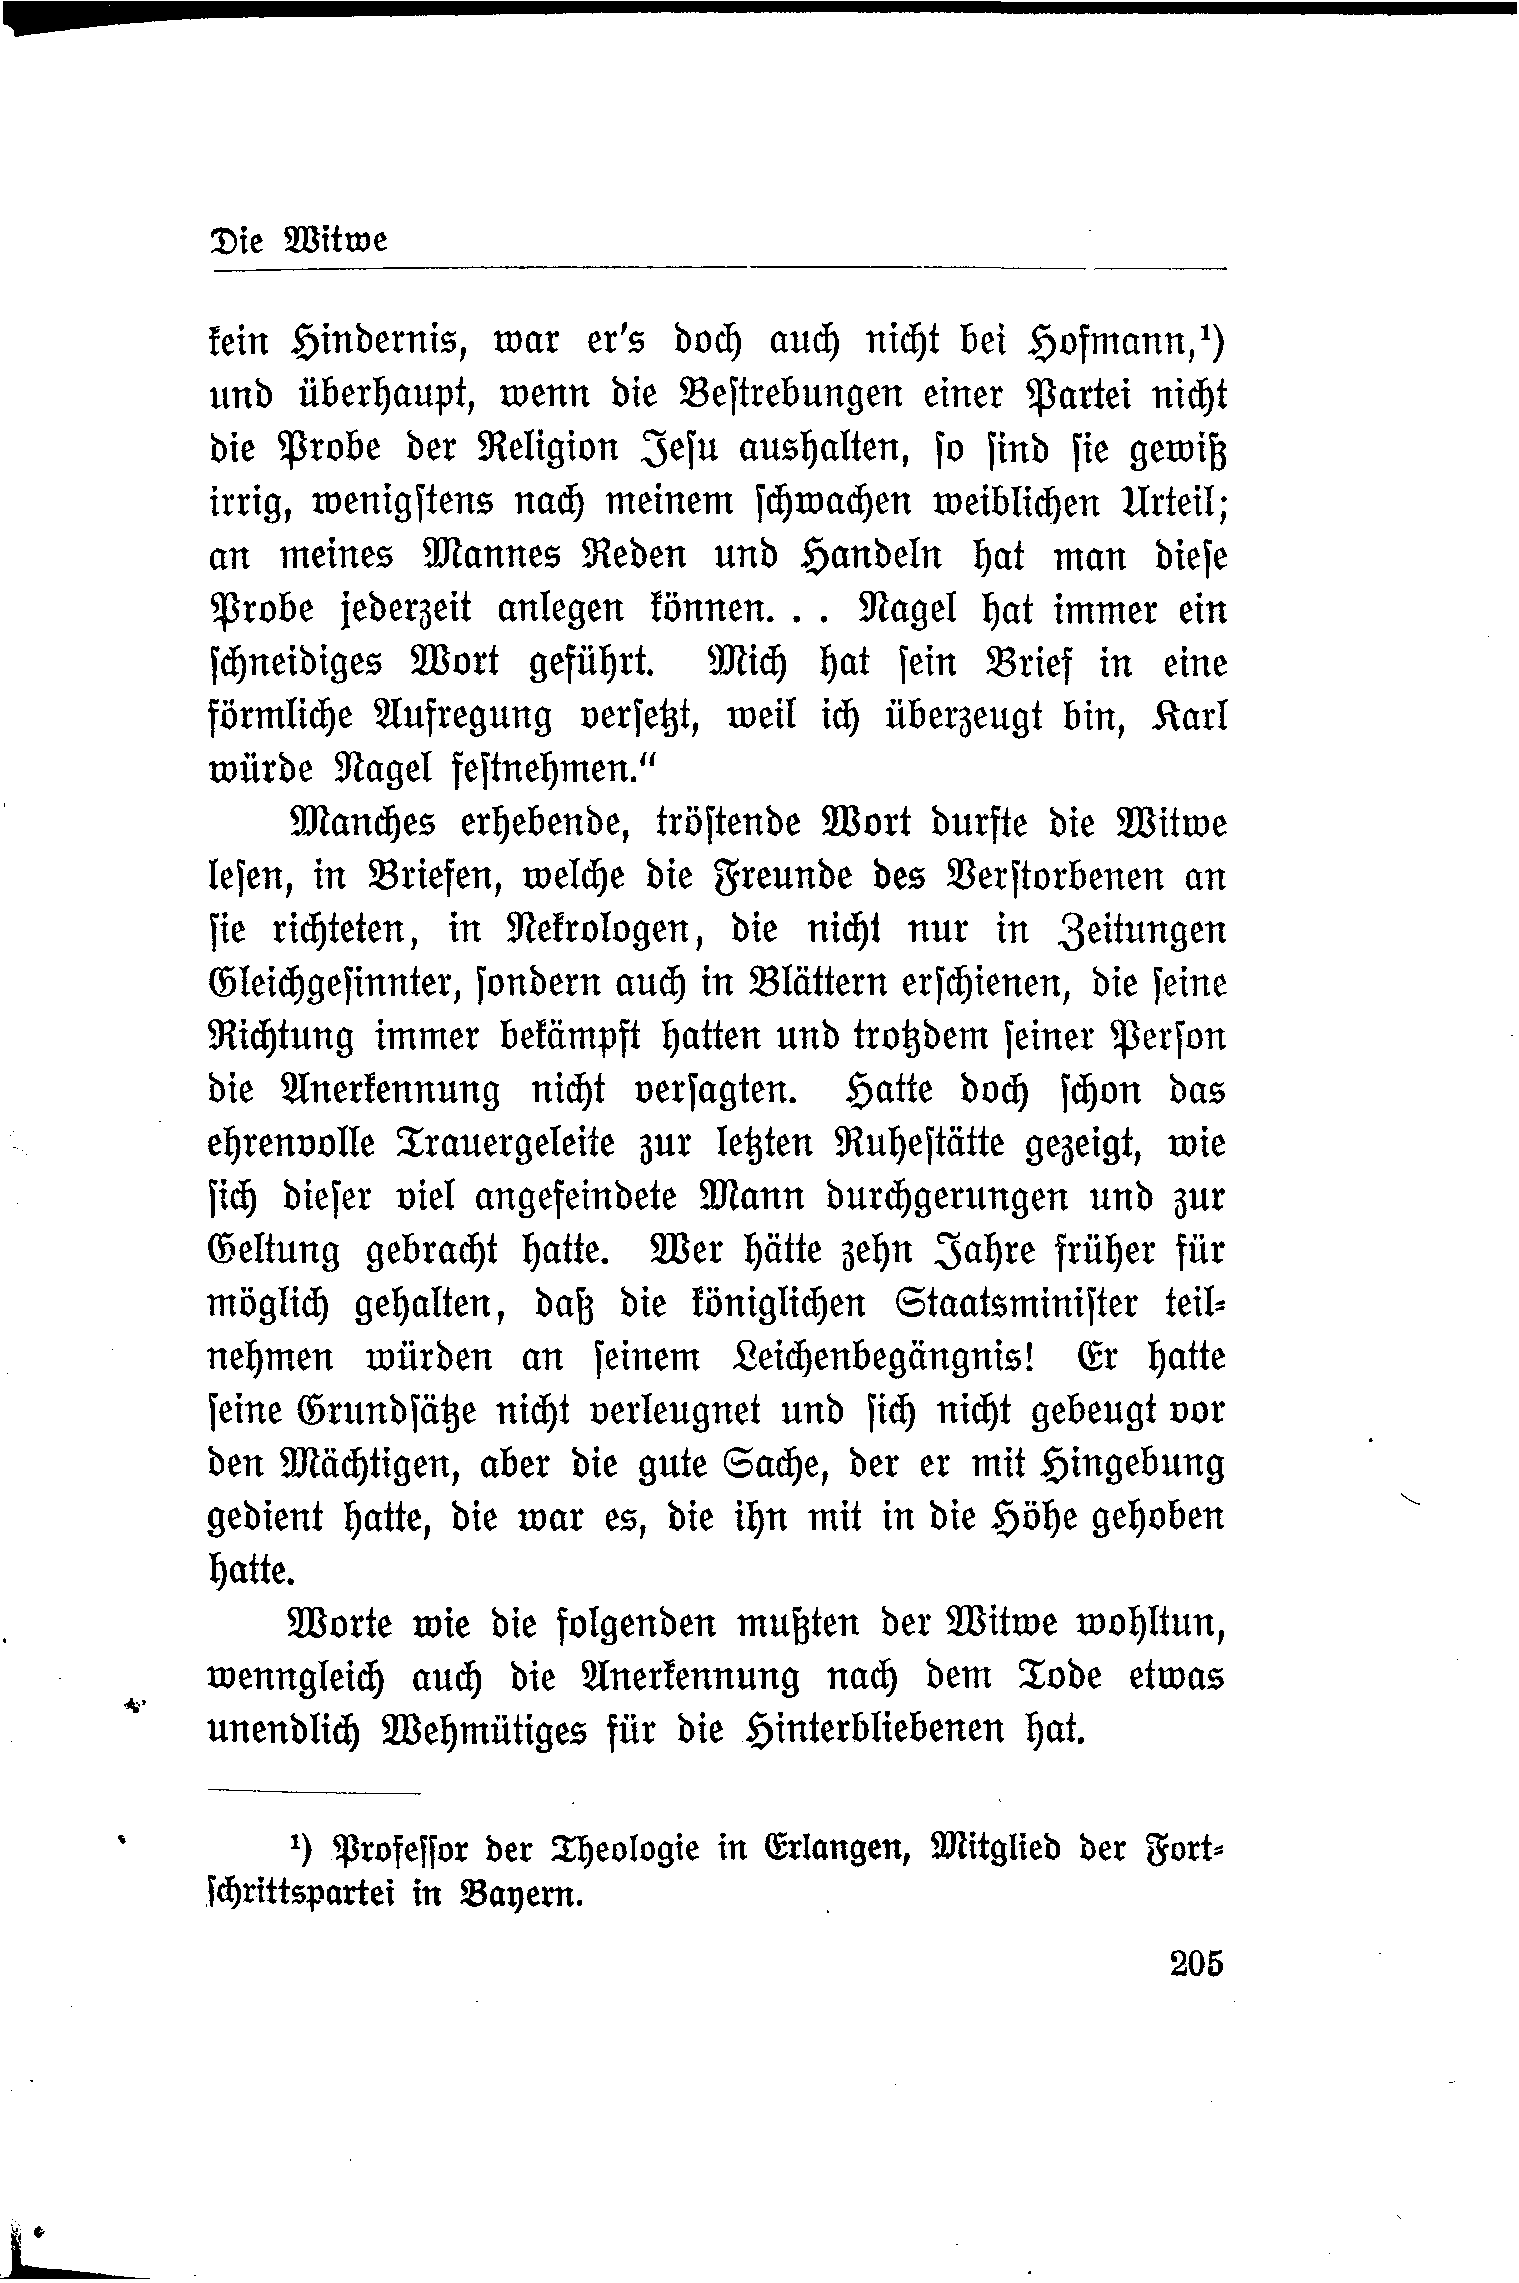 Die Witwe
kein Hindernis, war er's doch auch nicht bei Hofmann,¹)
und überhaupt, wenn die Bestrebungen einer Partei nicht
die Probe der Religion Jesu aushalten, so sind sie gewiß
irrig, wenigstens nach meinem schwachen weiblichen Urteil;
an meines Mannes Reden und Handeln hat man diese
Probe jederzeit anlegen können. . . Nagel hat immer ein
schneidiges Wort geführt. Mich hat sein Brief in eine
förmliche Aufregung versetzt, weil ich überzeugt bin, Karl
würde Nagel festnehmen.“
Manches erhebende, tröstende Wort durfte die Witwe
lesen, in Briefen, welche die Freunde des Verstorbenen an
sie richteten, in Nekrologen, die nicht nur in Zeitungen
Gleichgesinnter, sondern auch in Blättern erschienen, die seine
Richtung immer bekämpft hatten und trotzdem seiner Person
die Anerkennung nicht versagten. Hatte doch schon das
ehrenvolle Trauergeleite zur letzten Ruhestätte gezeigt, wie
sich dieser viel angefeindete Mann durchgerungen und zur
Geltung gebracht hatte. Wer hätte zehn Jahre früher für
möglich gehalten, daß die königlichen Staatsminister teil-
nehmen würden an seinem Leichenbegängnis! Er hatte
seine Grundsätze nicht verleugnet und sich nicht gebeugt vor
den Mächtigen, aber die gute Sache, der er mit Hingebung
gedient hatte, die war es, die ihn mit in die Höhe gehoben
hatte.
Worte wie die folgenden mußten der Witwe wohltun,
wenngleich auch die Anerkennung nach dem Tode etwas
unendlich Wehmütiges für die Hinterbliebenen hat.
¹) Professor der Theologie in Erlangen, Mitglied der Fort-
schrittspartei in Bayern.
205